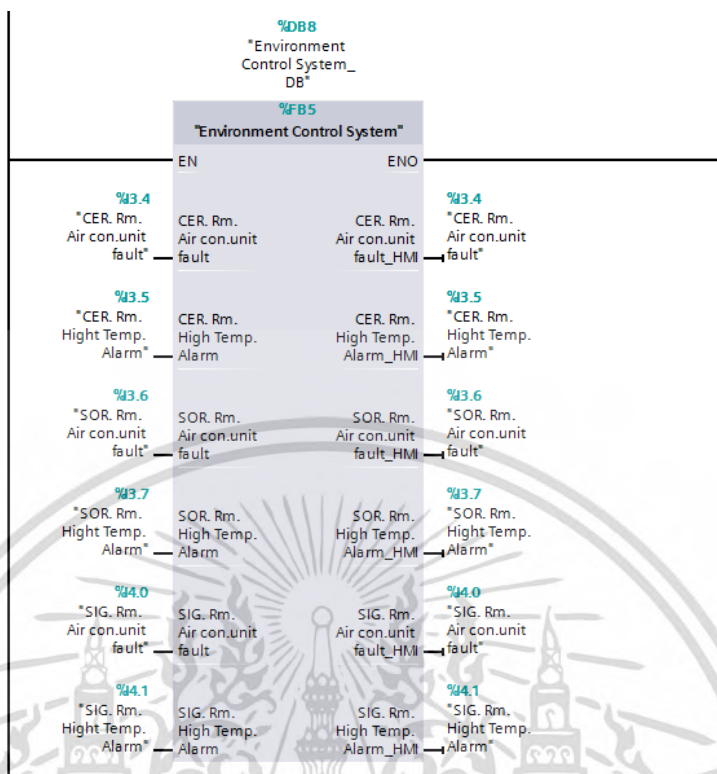 %DB8
"Environment
Control System_
DB"
%FB5
"Environment Control System"
EN ENO
%I3.4 %I3.4
"CER. Rm. CER. Rm. CER. Rm. "CER. Rm.
Air con.unit Air con.unit Air con.unit Air con.unit
fault" fault fault_HMI fault"
%I3.5 %I3.5
"CER. Rm. CER. Rm. CER. Rm. "CER. Rm.
Hight Temp. High Temp. High Temp. Hight Temp.
Alarm" Alarm Alarm_HMI Alarm"
%I3.6 %I3.6
"SOR. Rm. SOR. Rm. SOR. Rm. "SOR. Rm.
Air con.unit Air con.unit Air con.unit Air con.unit
fault" fault fault_HMI fault"
%I3.7 %I3.7
"SOR. Rm. SOR. Rm. SOR. Rm. "SOR. Rm.
Hight Temp. High Temp. High Temp. Hight Temp.
Alarm" Alarm Alarm_HMI Alarm"
%I4.0 %I4.0
"SIG. Rm. SIG. Rm. SIG. Rm. "SIG. Rm.
Air con.unit Air con.unit Air con.unit Air con.unit
fault" fault fault_HMI fault"
%I4.1 %I4.1
"SIG. Rm. SIG. Rm. SIG. Rm. "SIG. Rm.
Hight Temp. High Temp. High Temp. Hight Temp.
Alarm" Alarm Alarm_HMI Alarm"